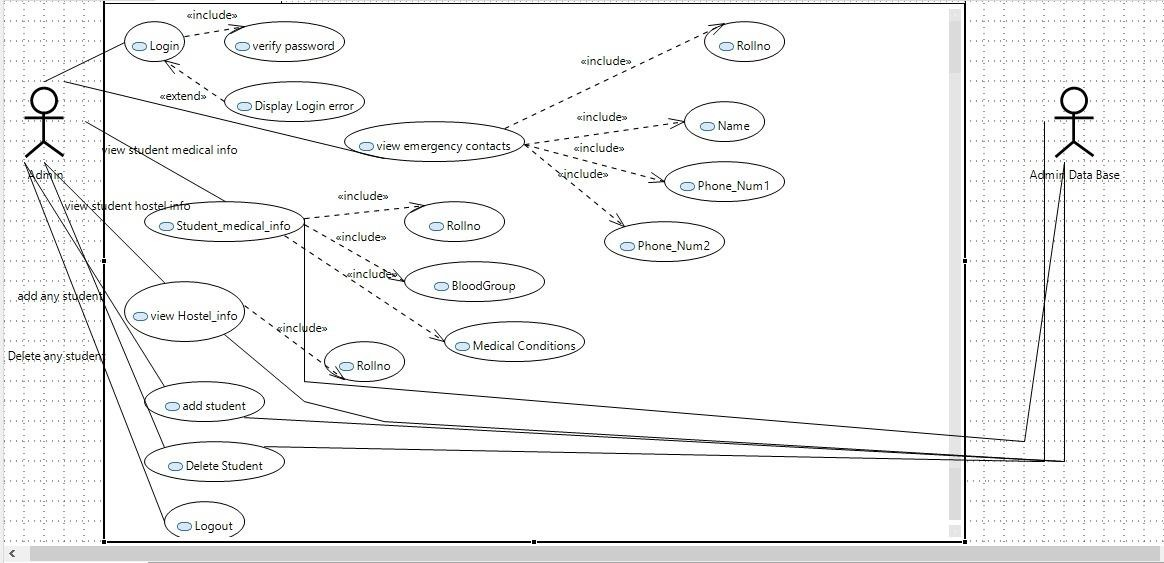 «include»
Login
verify password
Rollno
«include»
«extend»
Display Login error
«include»
Name
view emergency contacts
«include»
view student medical info
«include»
Admin
Admin Data Base
Phone_Num1
«include»
view student hostel info
Student_medical_info
Rollno
«include»
Phone_Num2
«include»
BloodGroup
add any student
view Hostel_info
«include»
Medical Conditions
Delete any student
Rollno
add student
Delete Student
Logout